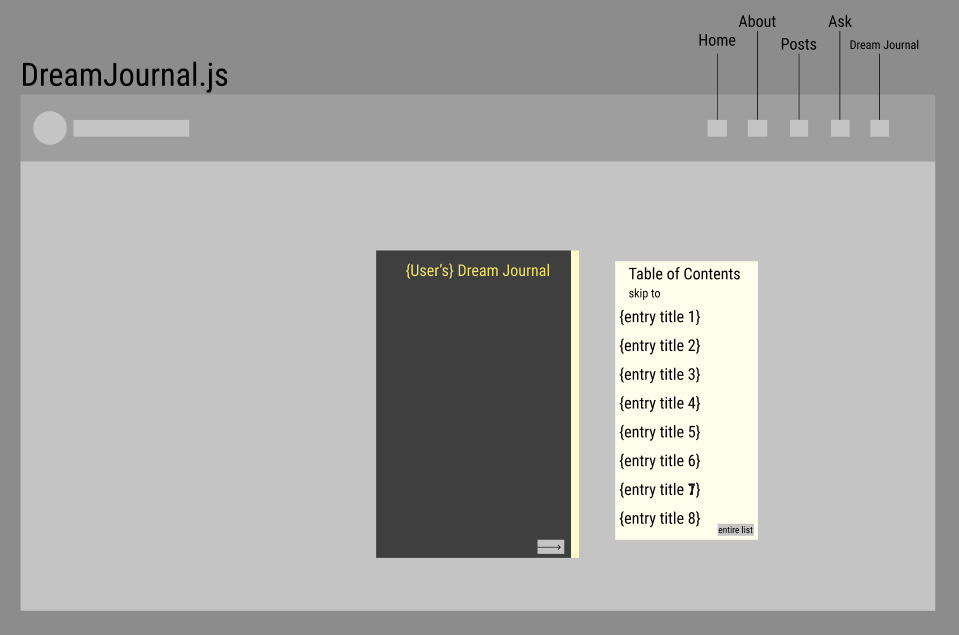 Home
About
Posts
Ask
Dream Journal
DreamJournal.js
{User's} Dream Journal
Table of Contents
skip to
{entry title 1}
{entry title 2}
{entry title 3}
{entry title 4}
{entry title 5}
{entry title 6}
{entry title 7}
{entry title 8}
entire list